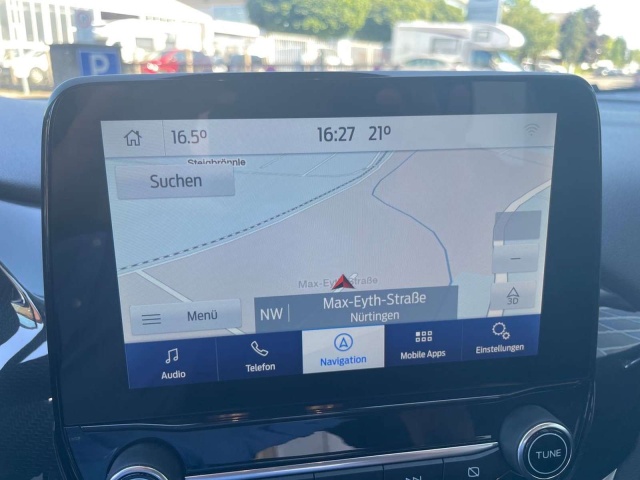 P
16.5° 16:27 21°
Steigbrönnle
Suchen
Max-Eyth-Straße
3D
Menü
NW
Max-Eyth-Straße
Nürtingen
Audio Telefon Navigation Mobile Apps Einstellungen
TUNE